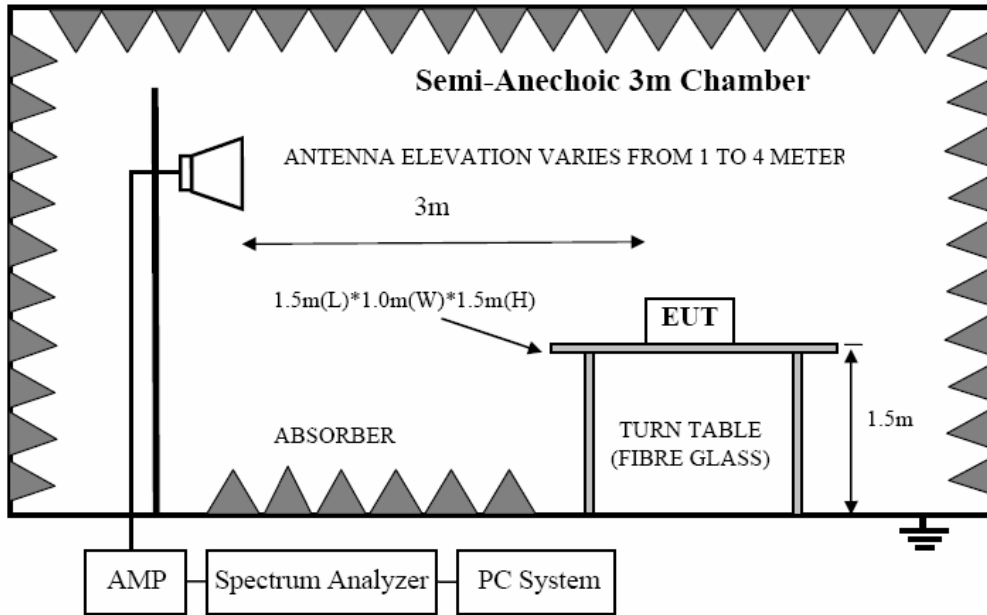 Semi-Anechoic 3m Chamber
ANTENNA ELEVATION VARIES FROM 1 TO 4 METER
3m
1.5m(L)*1.0m(W)*1.5m(H)
EUT
1.5m
ABSORBER
TURN TABLE
(FIBRE GLASS)
AMP
Spectrum Analyzer
PC System